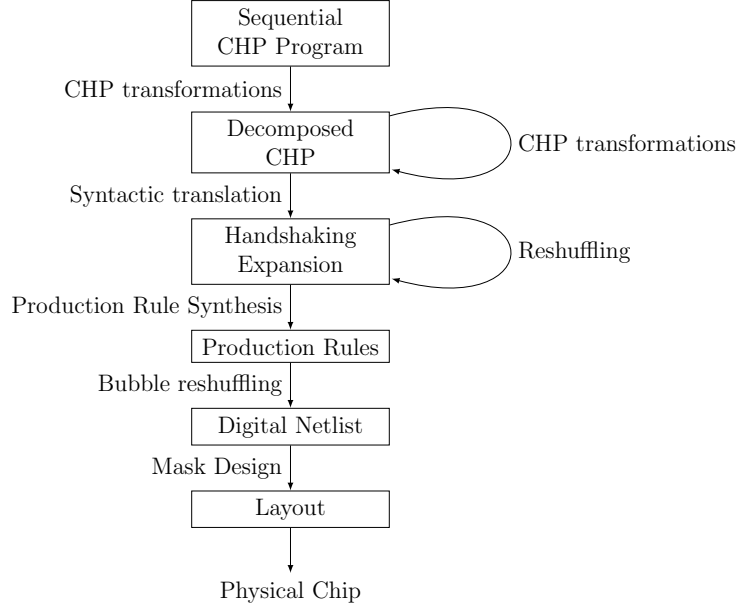 Sequential
CHP Program
CHP transformations
Decomposed
CHP
CHP transformations
Syntactic translation
Handshaking
Expansion
Reshuffling
Production Rule Synthesis
Production Rules
Bubble reshuffling
Digital Netlist
Mask Design
Layout
Physical Chip